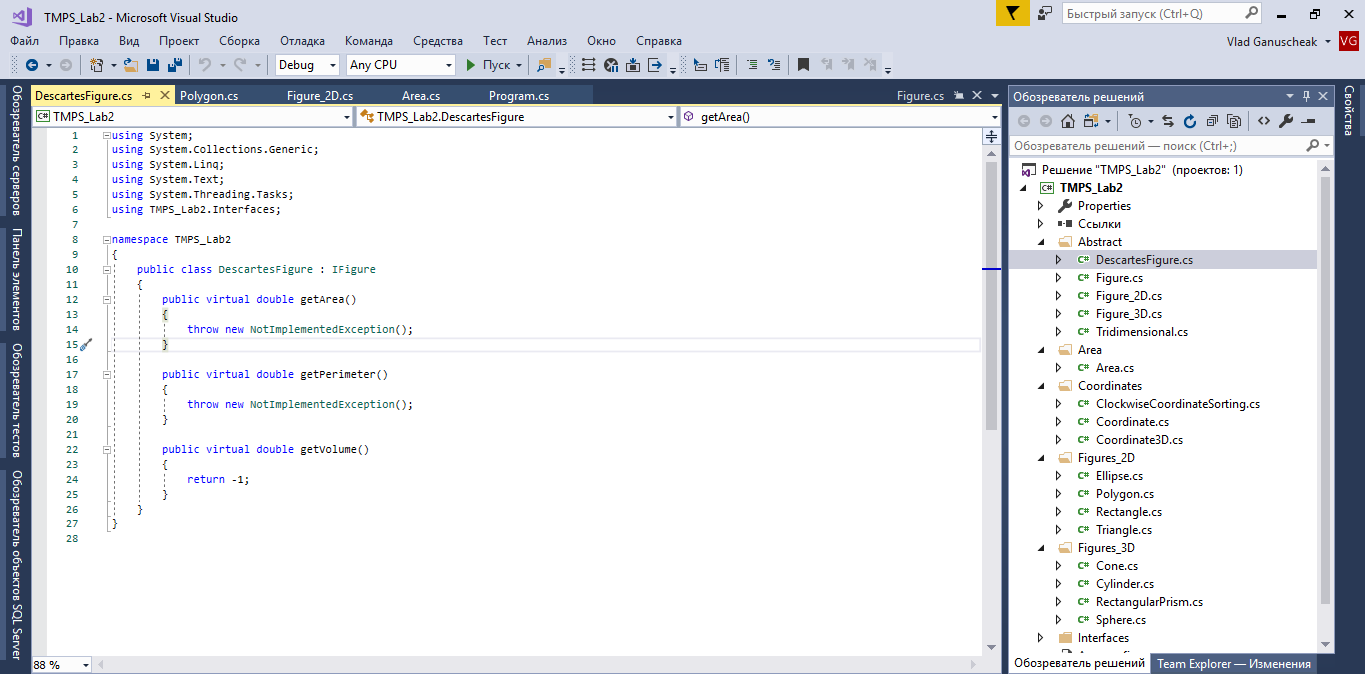 TMPS_Lab2 - Microsoft Visual Studio
Быстрый запуск (Ctrl+Q)
Файл Правка Вид Проект Сборка Отладка Команда Средства Тест Анализ Окно Справка
Vlad Ganuscheak VG
Debug Any CPU Пуск
DescartesFigure.cs Polygon.cs Figure_2D.cs Area.cs Program.cs Figure.cs
C# TMPS_Lab2 TMPS_Lab2.DescartesFigure getArea()
1 using System;
2 using System.Collections.Generic;
3 using System.Linq;
4 using System.Text;
5 using System.Threading.Tasks;
6 using TMPS_Lab2.Interfaces;
7
8 namespace TMPS_Lab2
9 {
10 public class DescartesFigure : IFigure
11 {
12 public virtual double getArea()
13 {
14 throw new NotImplementedException();
15 }
16
17 public virtual double getPerimeter()
18 {
19 throw new NotImplementedException();
20 }
21
22 public virtual double getVolume()
23 {
24 return -1;
25 }
26 }
27 }
28
88 %
Обозреватель серверов
Панель элементов
Обозреватель тестов
Обозреватель объектов SQL Server
Обозреватель решений
Обозреватель решений — поиск (Ctrl+;)
Решение "TMPS_Lab2" (проектов: 1)
C# TMPS_Lab2
Properties
Ссылки
Abstract
C# DescartesFigure.cs
C# Figure.cs
C# Figure_2D.cs
C# Figure_3D.cs
C# Tridimensional.cs
Area
C# Area.cs
Coordinates
C# ClockwiseCoordinateSorting.cs
C# Coordinate.cs
C# Coordinate3D.cs
Figures_2D
C# Ellipse.cs
C# Polygon.cs
C# Rectangle.cs
C# Triangle.cs
Figures_3D
C# Cone.cs
C# Cylinder.cs
C# RectangularPrism.cs
C# Sphere.cs
Interfaces
Обозреватель решений Team Explorer — Изменения
Свойства